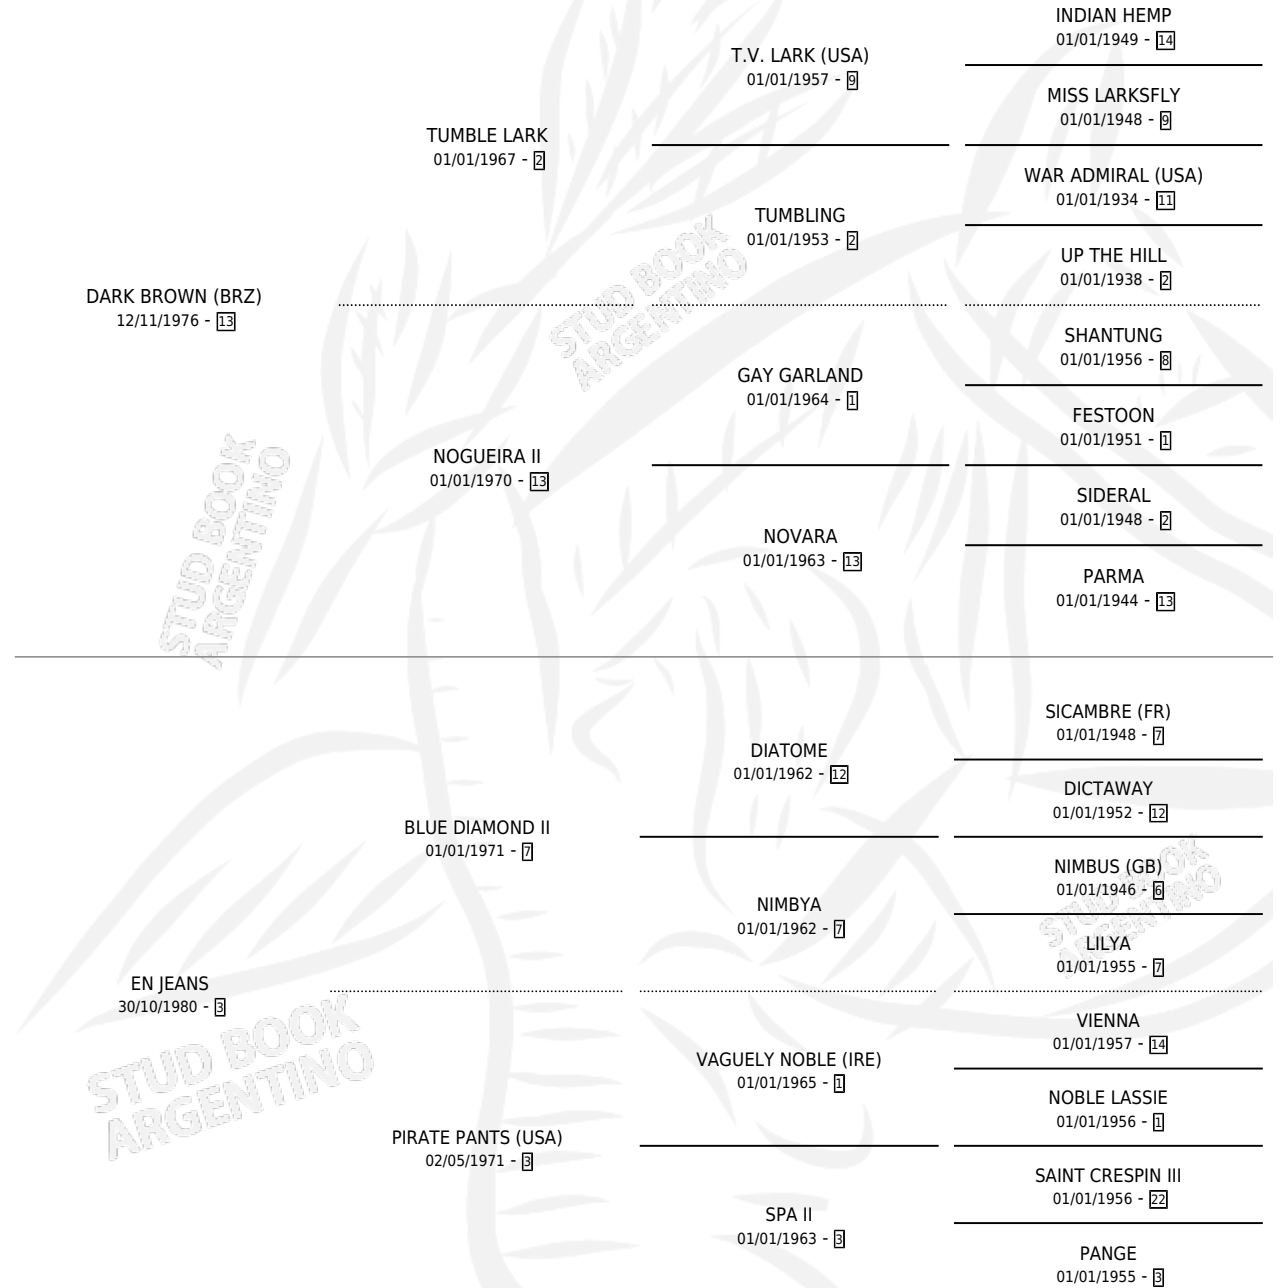 INDIAN HEMP
01/01/1949 - 14
T.V. LARK (USA)
01/01/1957 - 9
MISS LARKSFLY
01/01/1948 - 9
TUMBLE LARK
01/01/1967 - 2
WAR ADMIRAL (USA)
01/01/1934 - 11
TUMBLING
01/01/1953 - 2
UP THE HILL
01/01/1938 - 2
DARK BROWN (BRZ)
12/11/1976 - 13
SHANTUNG
01/01/1956 - 8
GAY GARLAND
01/01/1964 - 1
FESTOON
01/01/1951 - 1
NOGUEIRA II
01/01/1970 - 13
SIDERAL
01/01/1948 - 2
NOVARA
01/01/1963 - 13
PARMA
01/01/1944 - 13
SICAMBRE (FR)
01/01/1948 - 7
DIATOME
01/01/1962 - 12
DICTAWAY
01/01/1952 - 12
BLUE DIAMOND II
01/01/1971 - 7
NIMBUS (GB)
01/01/1946 - 6
NIMBYA
01/01/1962 - 7
LILYA
01/01/1955 - 7
EN JEANS
30/10/1980 - 3
VIENNA
01/01/1957 - 14
VAGUELY NOBLE (IRE)
01/01/1965 - 1
NOBLE LASSIE
01/01/1956 - 1
PIRATE PANTS (USA)
02/05/1971 - 3
SAINT CRESPIN III
01/01/1956 - 22
SPA II
01/01/1963 - 3
PANGE
01/01/1955 - 3
STUD BOOK
ARGENTINO
STUD BOOK
ARGENTINO
STUD BOOK
ARGENTINO
STUD BOOK
ARGENTINO